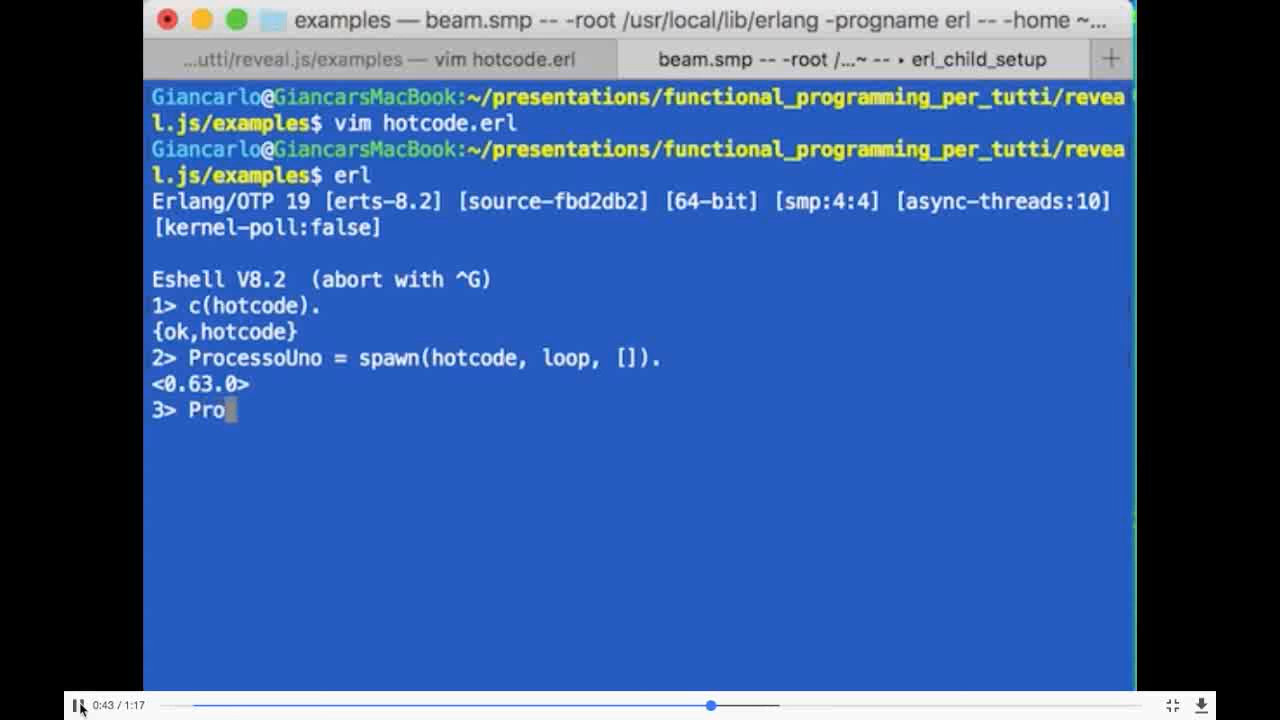 examples — beam.smp -- -root /usr/local/lib/erlang -progname erl -- -home ~...
...utti/reveal.js/examples — vim hotcode.erl
beam.smp -- -root /...~ -- ‣ erl_child_setup
Giancarlo@GiancarsMacBook:~/presentations/functional_programming_per_tutti/revea
l.js/examples$ vim hotcode.erl
Giancarlo@GiancarsMacBook:~/presentations/functional_programming_per_tutti/revea
l.js/examples$ erl
Erlang/OTP 19 [erts-8.2] [source-fbd2db2] [64-bit] [smp:4:4] [async-threads:10]
[kernel-poll:false]
Eshell V8.2  (abort with ^G)
1> c(hotcode).
{ok,hotcode}
2> ProcessoUno = spawn(hotcode, loop, []).
<0.63.0>
3> Pro
0:43 / 1:17